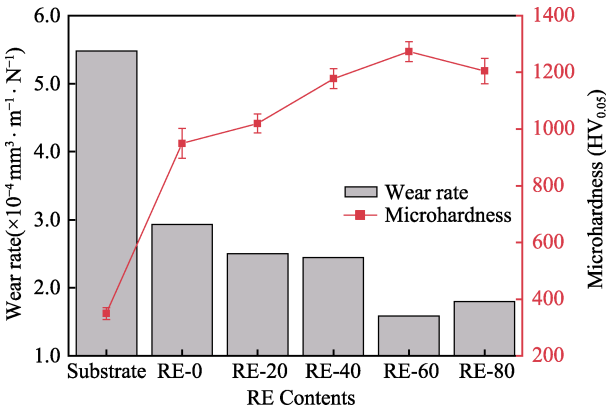 6.0
5.0
4.0
3.0
2.0
1.0
Wear rate(×10⁻⁴ mm³ · m⁻¹ · N⁻¹)
1400
1200
1000
800
600
400
200
Microhardness (HV₀.₀₅)
Wear rate
Microhardness
Substrate RE-0 RE-20 RE-40 RE-60 RE-80
RE Contents